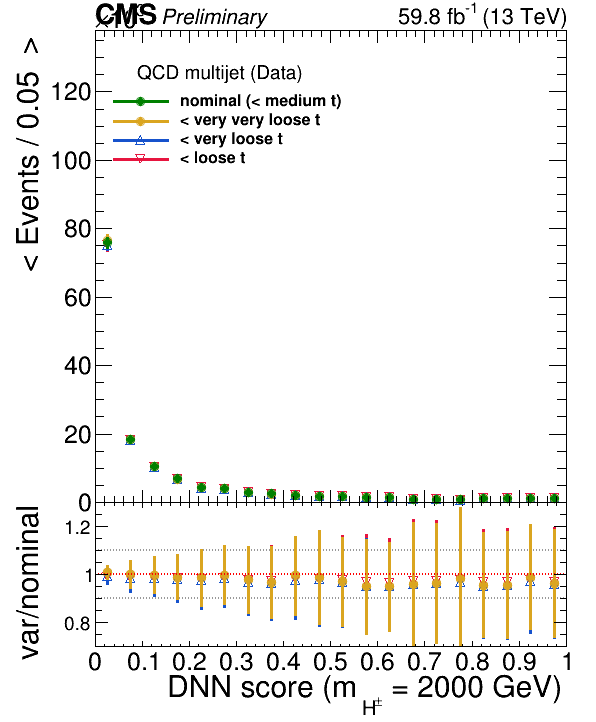 CMS Preliminary 59.8 fb⁻¹ (13 TeV)
< Events / 0.05 >
QCD multijet (Data)
nominal (< medium t)
< very very loose t
< very loose t
< loose t
120
100
80
60
40
20
0
var/nominal
1.2
1
0.8
0 0.1 0.2 0.3 0.4 0.5 0.6 0.7 0.8 0.9 1
DNN score (m_H± = 2000 GeV)